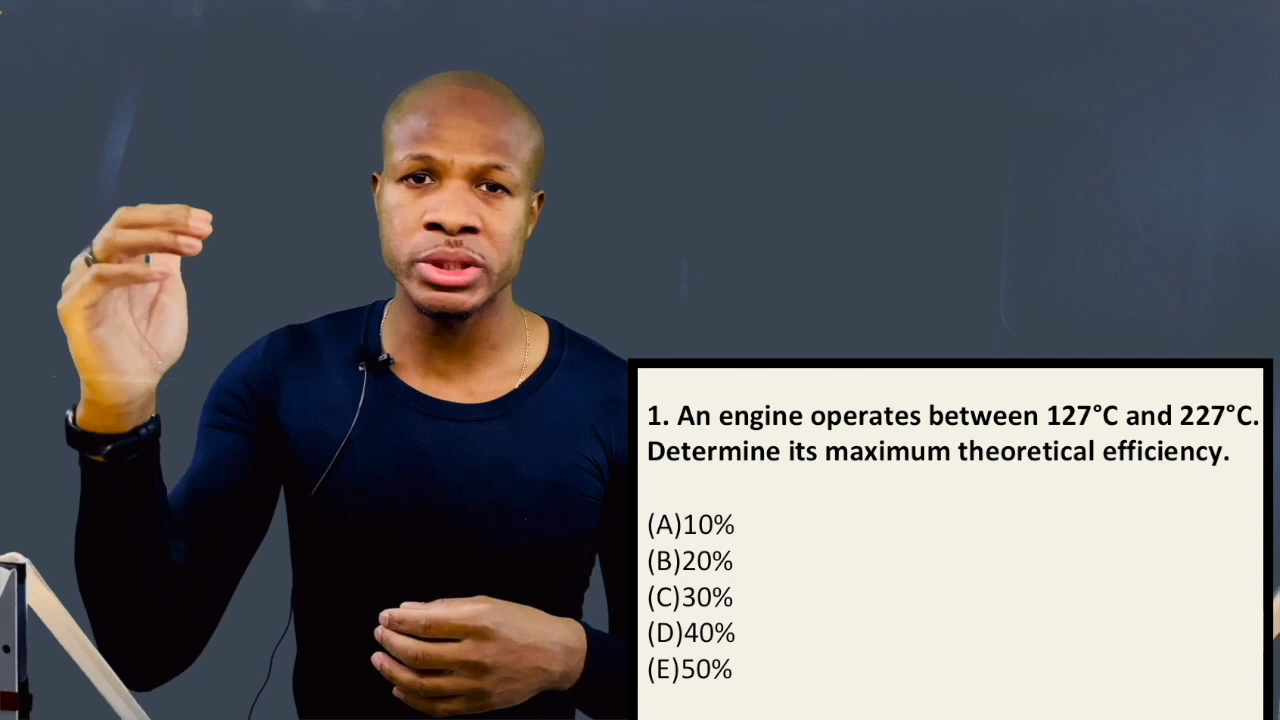 1. An engine operates between 127°C and 227°C.
Determine its maximum theoretical efficiency.
(A)10%
(B)20%
(C)30%
(D)40%
(E)50%